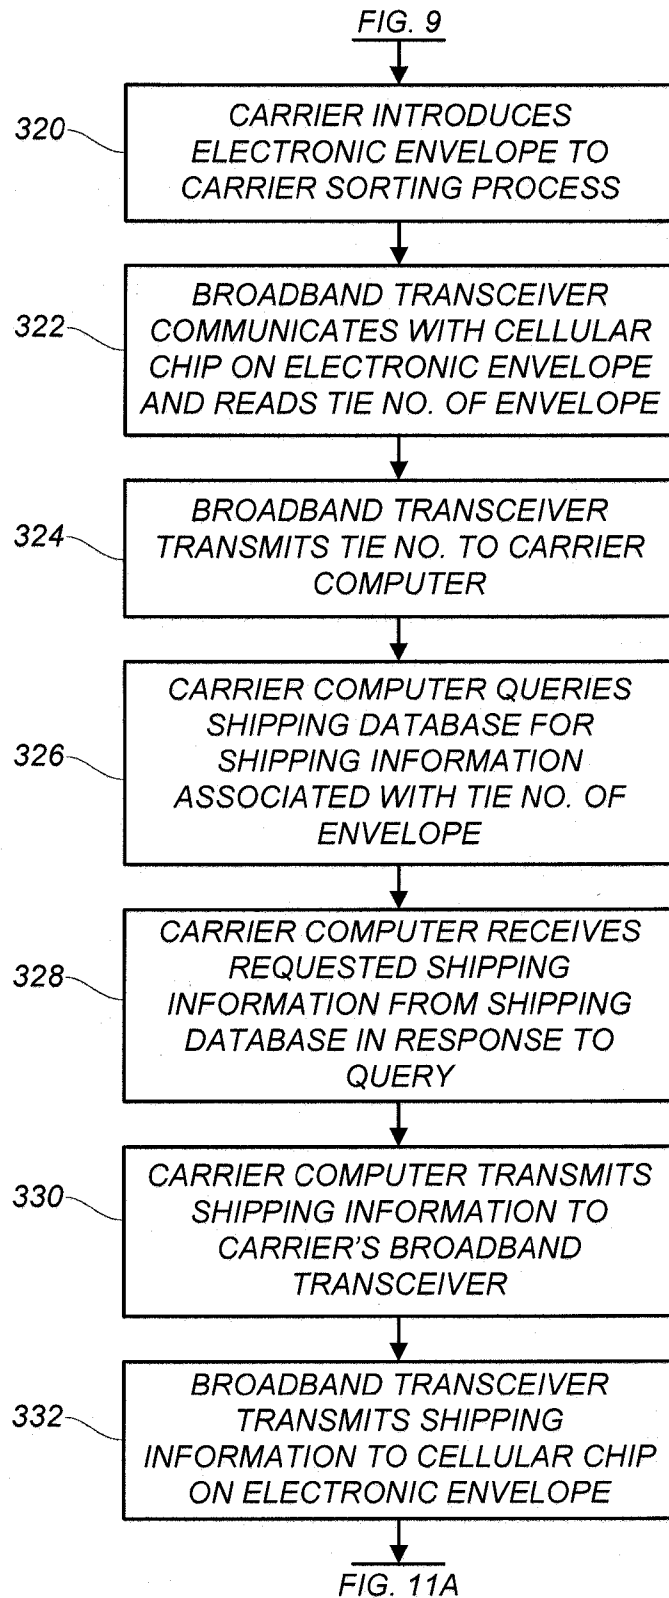 FIG. 9
320
CARRIER INTRODUCES
ELECTRONIC ENVELOPE TO
CARRIER SORTING PROCESS
322
BROADBAND TRANSCEIVER
COMMUNICATES WITH CELLULAR
CHIP ON ELECTRONIC ENVELOPE
AND READS TIE NO. OF ENVELOPE
324
BROADBAND TRANSCEIVER
TRANSMITS TIE NO. TO CARRIER
COMPUTER
326
CARRIER COMPUTER QUERIES
SHIPPING DATABASE FOR
SHIPPING INFORMATION
ASSOCIATED WITH TIE NO. OF
ENVELOPE
328
CARRIER COMPUTER RECEIVES
REQUESTED SHIPPING
INFORMATION FROM SHIPPING
DATABASE IN RESPONSE TO
QUERY
330
CARRIER COMPUTER TRANSMITS
SHIPPING INFORMATION TO
CARRIER'S BROADBAND
TRANSCEIVER
332
BROADBAND TRANSCEIVER
TRANSMITS SHIPPING
INFORMATION TO CELLULAR CHIP
ON ELECTRONIC ENVELOPE
FIG. 11A